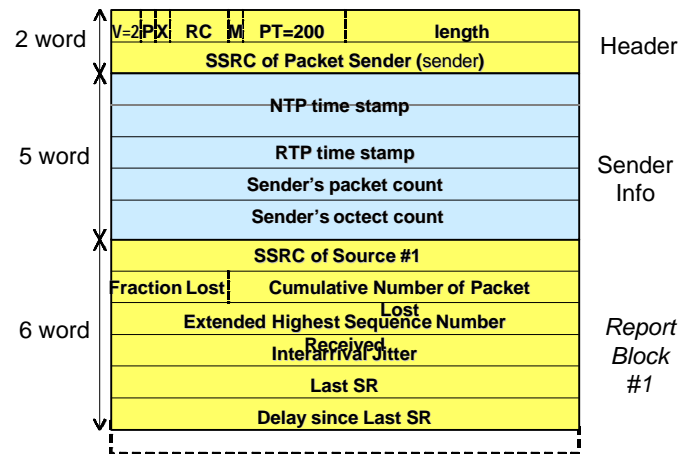 2 word
V=2 P X RC M PT=200 length
Header
SSRC of Packet Sender (sender)
NTP time stamp
5 word
RTP time stamp
Sender
Info
Sender's packet count
Sender's octect count
SSRC of Source #1
Fraction Lost Cumulative Number of Packet
Lost
Extended Highest Sequence Number
Received
6 word
Report
Block
#1
Interarrival Jitter
Last SR
Delay since Last SR